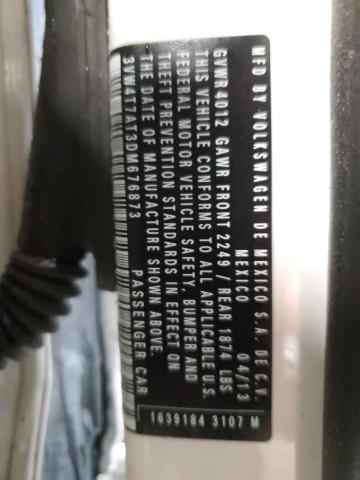 MFD BY VOLKSWAGEN DE MEXICO S.A. DE C.V.
MEXICO 04/13
GVWR 4012 GAWR FRONT 2249 / REAR 1874 LBS
THIS VEHICLE CONFORMS TO ALL APPLICABLE U.S.
FEDERAL MOTOR VEHICLE SAFETY, BUMPER AND
THEFT PREVENTION STANDARDS IN EFFECT ON
THE DATE OF MANUFACTURE SHOWN ABOVE.
3VW4T7AT3DM676873 PASSENGER CAR
1639184 3107 M